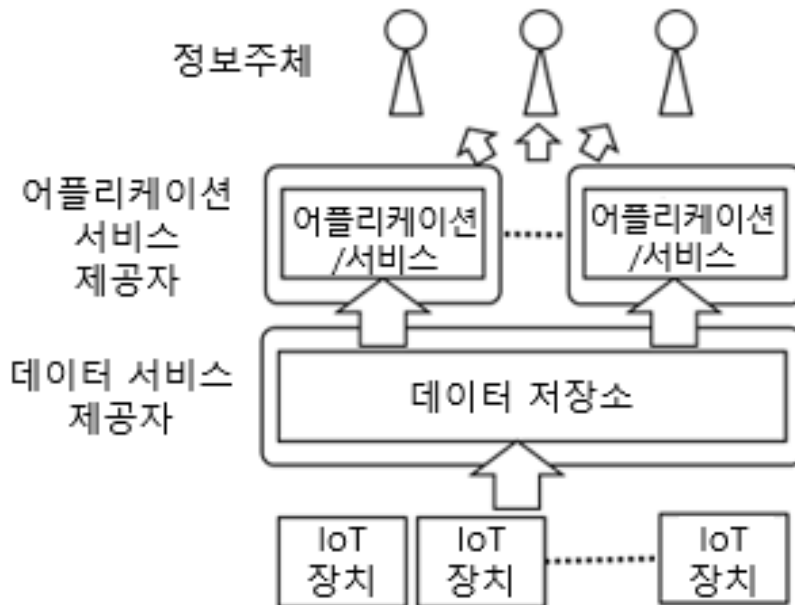 정보주체
어플리케이션
서비스
제공자
어플리케이션
/서비스
어플리케이션
/서비스
데이터 서비스
제공자
데이터 저장소
IoT
장치
IoT
장치
IoT
장치